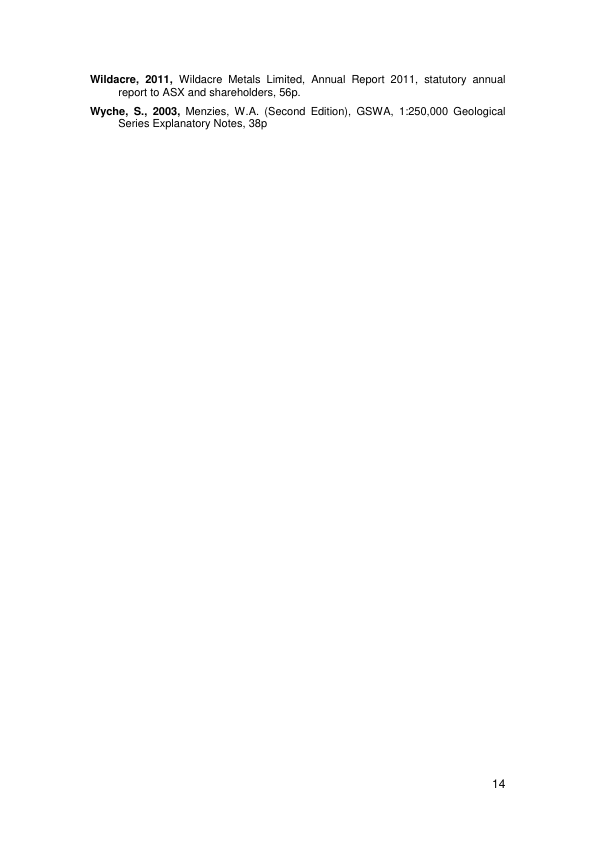 Wildacre, 2011, Wildacre Metals Limited, Annual Report 2011, statutory annual
report to ASX and shareholders, 56p.
Wyche, S., 2003, Menzies, W.A. (Second Edition), GSWA, 1:250,000 Geological
Series Explanatory Notes, 38p
14